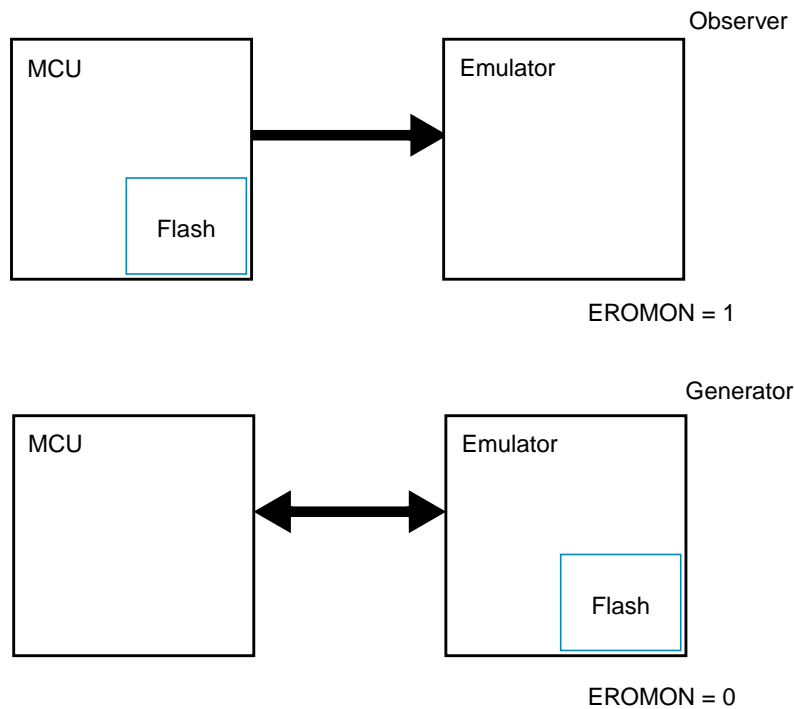 Observer
MCU
Emulator
Flash
EROMON = 1
Generator
MCU
Emulator
Flash
EROMON = 0